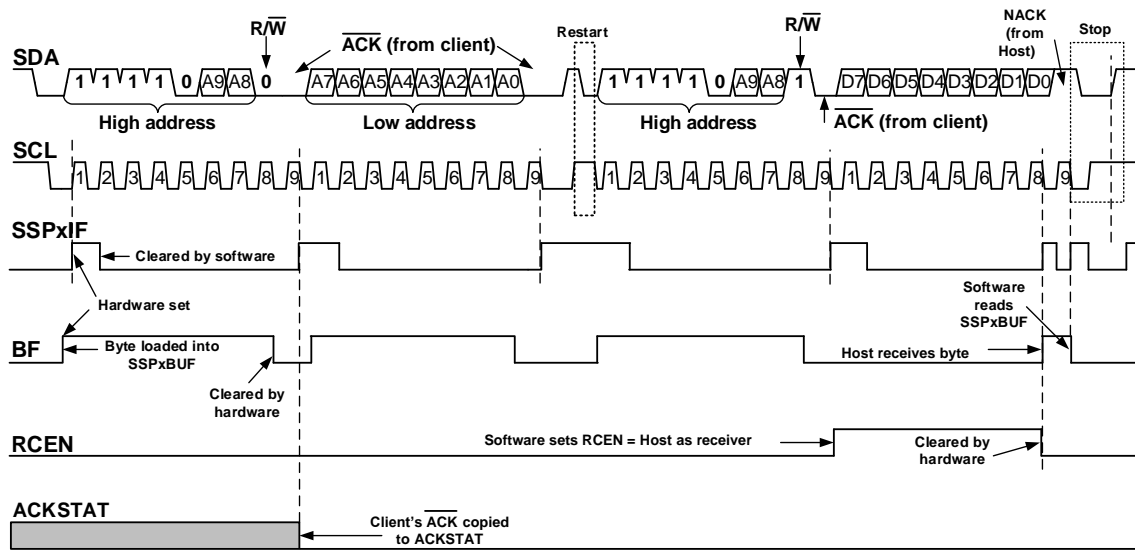 R/W
ACK (from client)
Restart
R/W
NACK
(from
Host)
Stop
SDA
1 1 1 1 0 A9 A8 0 A7 A6 A5 A4 A3 A2 A1 A0 1 1 1 1 0 A9 A8 1 D7 D6 D5 D4 D3 D2 D1 D0
High address
Low address
High address
ACK (from client)
SCL
1 2 3 4 5 6 7 8 9 1 2 3 4 5 6 7 8 9 1 2 3 4 5 6 7 8 9 1 2 3 4 5 6 7 8 9
SSPxIF
Cleared by software
Hardware set
Software
reads
SSPxBUF
BF
Byte loaded into
SSPxBUF
Host receives byte
Cleared by
hardware
RCEN
Software sets RCEN = Host as receiver
Cleared by
hardware
ACKSTAT
Client's ACK copied
to ACKSTAT